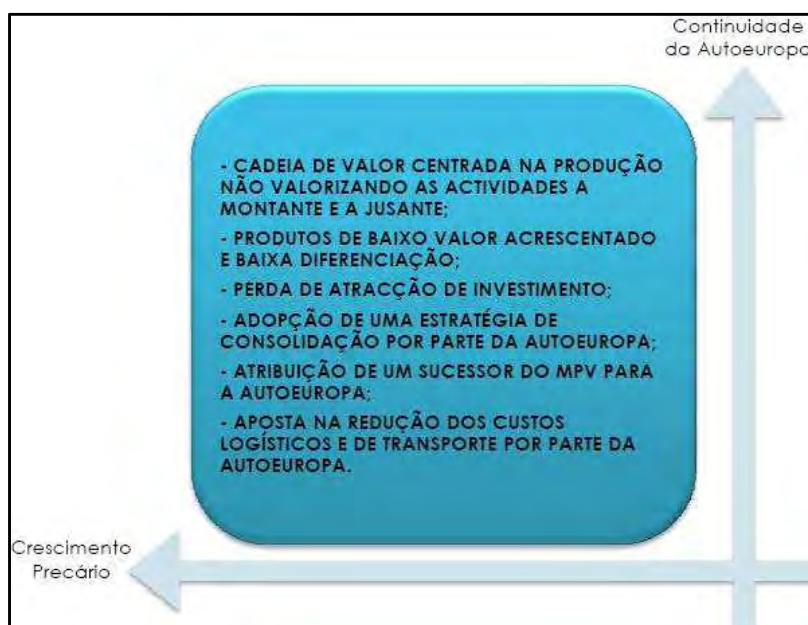 Continuidade
da Autoeuropa
- CADEIA DE VALOR CENTRADA NA PRODUÇÃO
NÃO VALORIZANDO AS ACTIVIDADES A
MONTANTE E A JUSANTE;
- PRODUTOS DE BAIXO VALOR ACRESCENTADO
E BAIXA DIFERENCIAÇÃO;
- PERDA DE ATRACÇÃO DE INVESTIMENTO;
- ADOPÇÃO DE UMA ESTRATÉGIA DE
CONSOLIDAÇÃO POR PARTE DA AUTOEUROPA;
- ATRIBUIÇÃO DE UM SUCESSOR DO MPV PARA
A AUTOEUROPA;
- APOSTA NA REDUÇÃO DOS CUSTOS
LOGÍSTICOS E DE TRANSPORTE POR PARTE DA
AUTOEUROPA.
Crescimento
Precário